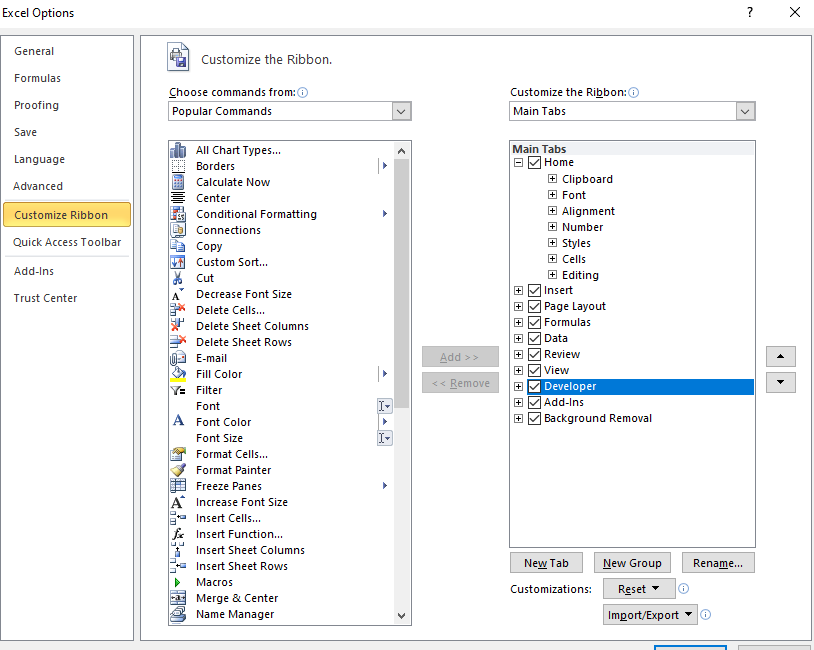 Excel Options
?
General
Formulas
Proofing
Save
Language
Advanced
Customize Ribbon
Quick Access Toolbar
Add-Ins
Trust Center
Customize the Ribbon.
Choose commands from:
Popular Commands
All Chart Types...
Borders
Calculate Now
Center
Conditional Formatting
Connections
Copy
Custom Sort...
Cut
Decrease Font Size
Delete Cells...
Delete Sheet Columns
Delete Sheet Rows
E-mail
Fill Color
Filter
Font
Font Color
Font Size
Format Cells...
Format Painter
Freeze Panes
Increase Font Size
Insert Cells...
Insert Function...
Insert Sheet Columns
Insert Sheet Rows
Macros
Merge & Center
Name Manager
Add >>
<< Remove
Customize the Ribbon:
Main Tabs
Main Tabs
Home
Clipboard
Font
Alignment
Number
Styles
Cells
Editing
Insert
Page Layout
Formulas
Data
Review
View
Developer
Add-Ins
Background Removal
New Tab
New Group
Rename...
Customizations:
Reset
Import/Export